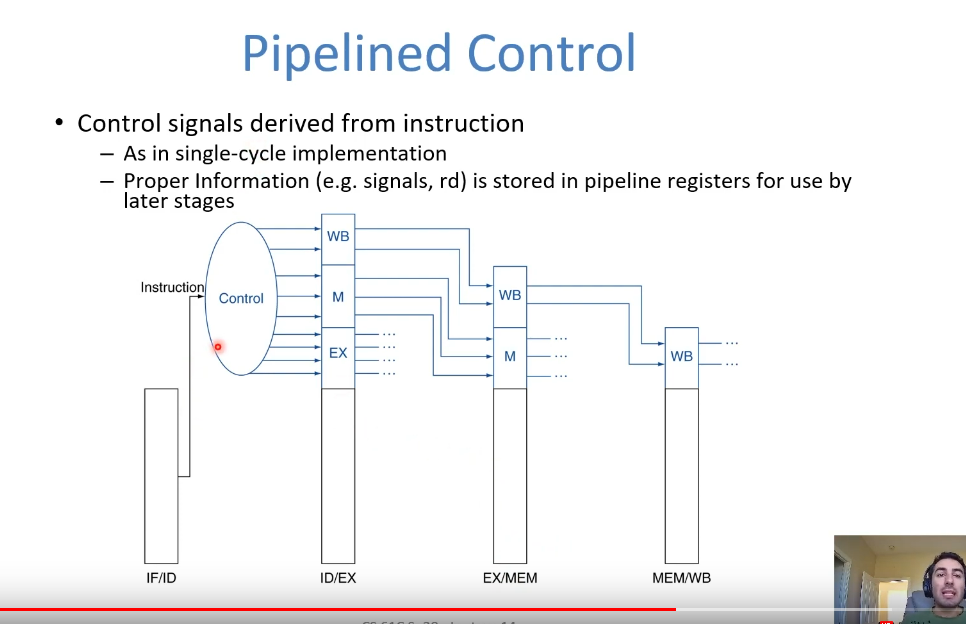 Pipelined Control
• Control signals derived from instruction
– As in single-cycle implementation
– Proper Information (e.g. signals, rd) is stored in pipeline registers for use by
later stages
WB
Instruction
Control
M
EX
...
...
...
...
WB
M
...
...
...
WB
...
...
IF/ID
ID/EX
EX/MEM
MEM/WB